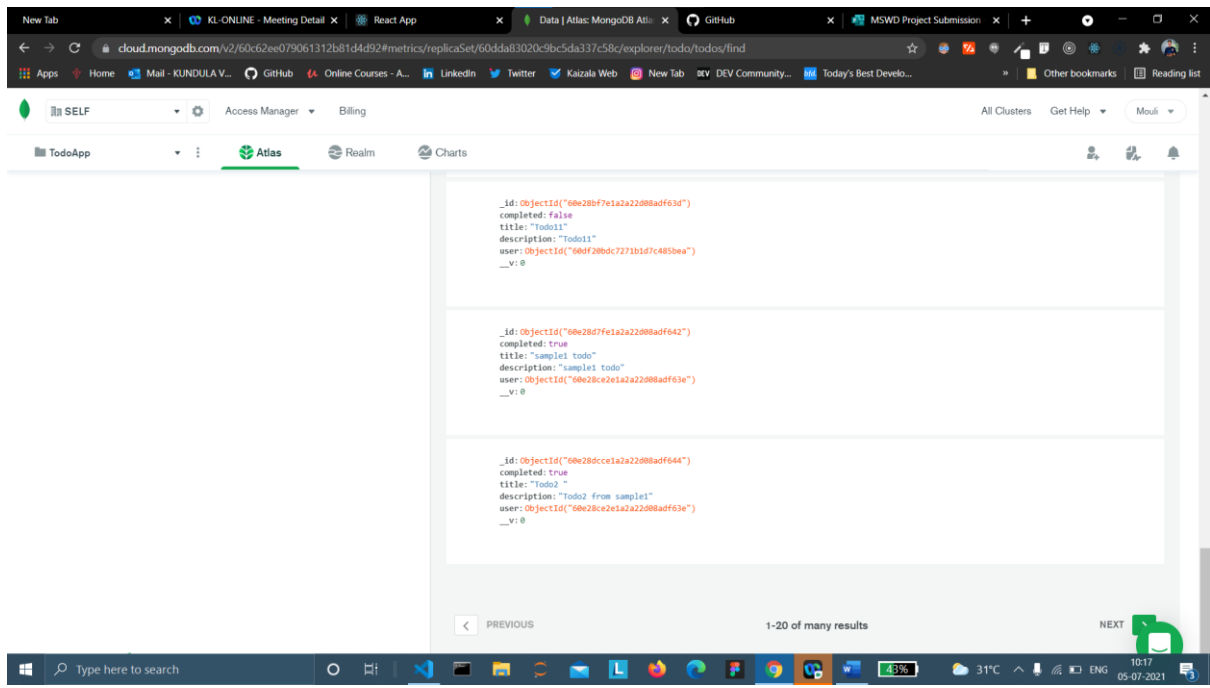 New Tab
KL-ONLINE - Meeting Detail
React App
Data | Atlas: MongoDB Atla
GitHub
MSWD Project Submission
cloud.mongodb.com/v2/60c62ee079061312b81d4d92#metrics/replicaSet/60dda83020c9bc5da337c58c/explorer/todo/todos/find
Apps
Home
Mail - KUNDULA V...
GitHub
Online Courses - A...
LinkedIn
Twitter
Kaizala Web
New Tab
DEV Community...
Today's Best Develo...
»
Other bookmarks
Reading list
SELF
Access Manager
Billing
All Clusters
Get Help
Mouli
TodoApp
Atlas
Realm
Charts
_id: ObjectId("60e28bf7e1a2a22d08adf63d")
completed: false
title: "Todo11"
description: "Todo11"
user: ObjectId("60df20bdc7271b1d7c485bea")
__v: 0
_id: ObjectId("60e28d7fe1a2a22d08adf642")
completed: true
title: "sample1 todo"
description: "sample1 todo"
user: ObjectId("60e28ce2e1a2a22d08adf63e")
__v: 0
_id: ObjectId("60e28dcce1a2a22d08adf644")
completed: true
title: "Todo2 "
description: "Todo2 from sample1"
user: ObjectId("60e28ce2e1a2a22d08adf63e")
__v: 0
PREVIOUS
1-20 of many results
NEXT
Type here to search
43%
31°C
ENG
10:17
05-07-2021
3